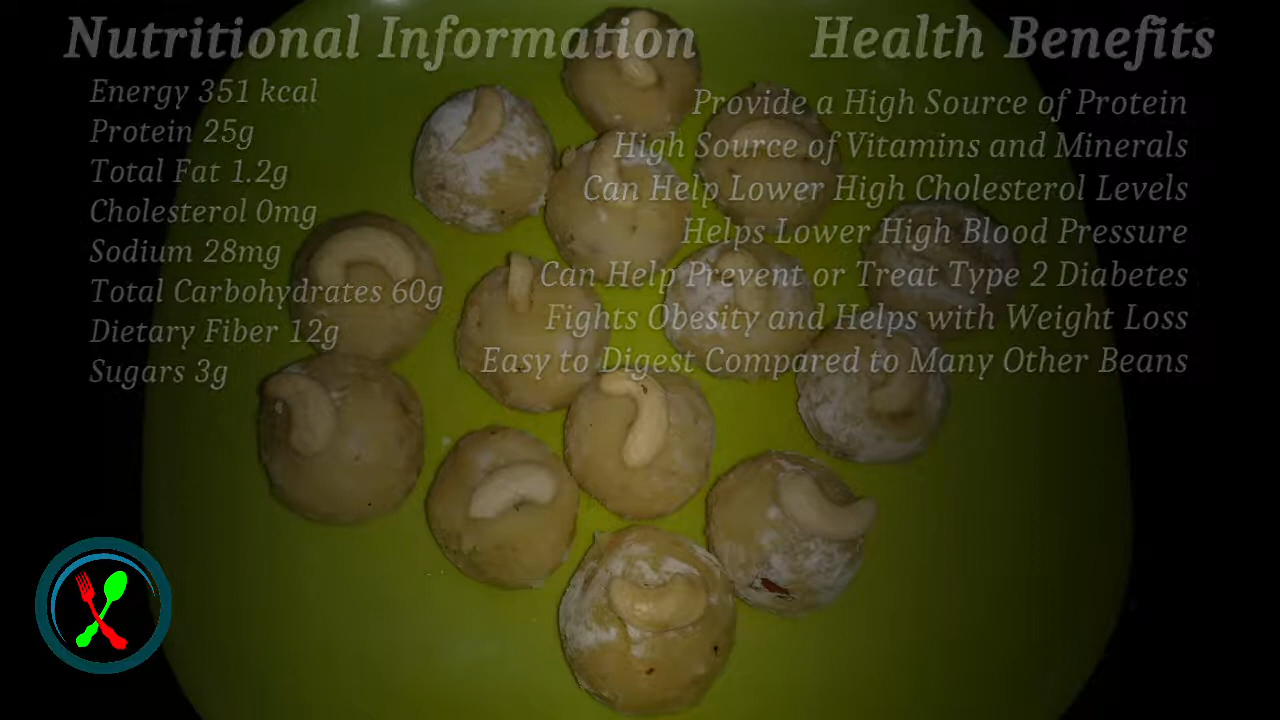 Nutritional Information
Energy 351 kcal
Protein 25g
Total Fat 1.2g
Cholesterol 0mg
Sodium 28mg
Total Carbohydrates 60g
Dietary Fiber 12g
Sugars 3g
Health Benefits
Provide a High Source of Protein
High Source of Vitamins and Minerals
Can Help Lower High Cholesterol Levels
Helps Lower High Blood Pressure
Can Help Prevent or Treat Type 2 Diabetes
Fights Obesity and Helps with Weight Loss
Easy to Digest Compared to Many Other Beans